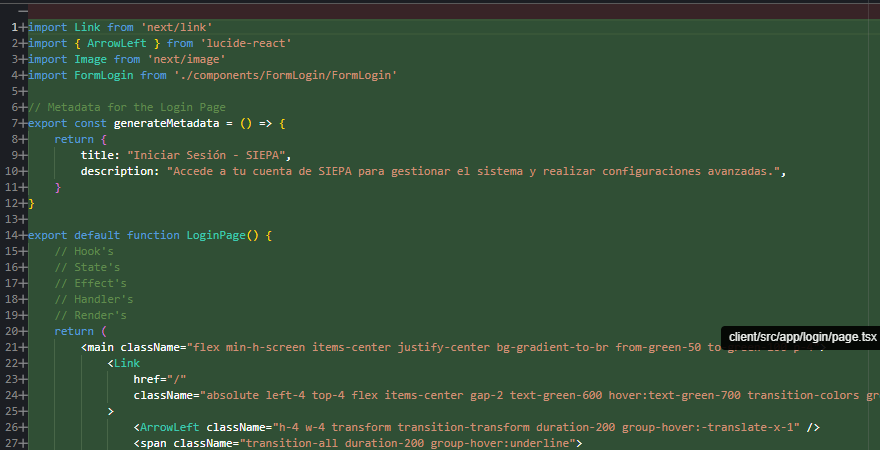 1 import Link from 'next/link'
2 import { ArrowLeft } from 'lucide-react'
3 import Image from 'next/image'
4 import FormLogin from './components/FormLogin/FormLogin'
5
6 // Metadata for the Login Page
7 export const generateMetadata = () => {
8     return {
9         title: "Iniciar Sesión - SIEPA",
10         description: "Accede a tu cuenta de SIEPA para gestionar el sistema y realizar configuraciones avanzadas.",
11     }
12 }
13
14 export default function LoginPage() {
15     // Hook's
16     // State's
17     // Effect's
18     // Handler's
19     // Render's
20     return (
client/src/app/login/page.tsx
21         <main className="flex min-h-screen items-center justify-center bg-gradient-to-br from-green-50 to
22             <Link
23                 href="/"
24                 className="absolute left-4 top-4 flex items-center gap-2 text-green-600 hover:text-green-700 transition-colors
25             >
26                 <ArrowLeft className="h-4 w-4 transform transition-transform duration-200 group-hover:-translate-x-1" />
27                 <span className="transition-all duration-200 group-hover:underline">